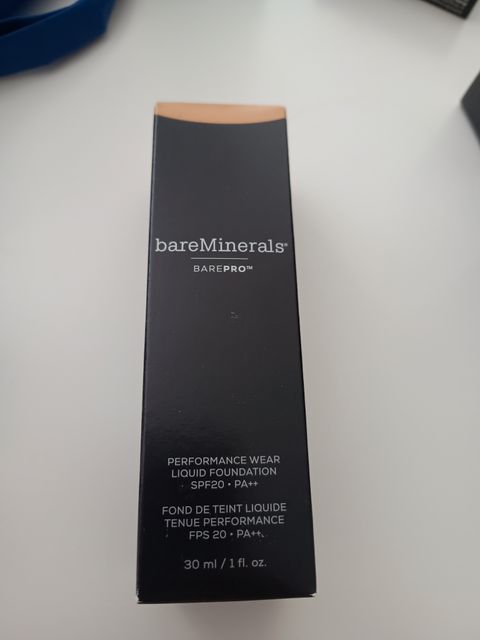 bareMinerals®
BAREPRO™
PERFORMANCE WEAR
LIQUID FOUNDATION
SPF20 • PA++
FOND DE TEINT LIQUIDE
TENUE PERFORMANCE
FPS 20 • PA++
30 ml / 1 fl. oz.